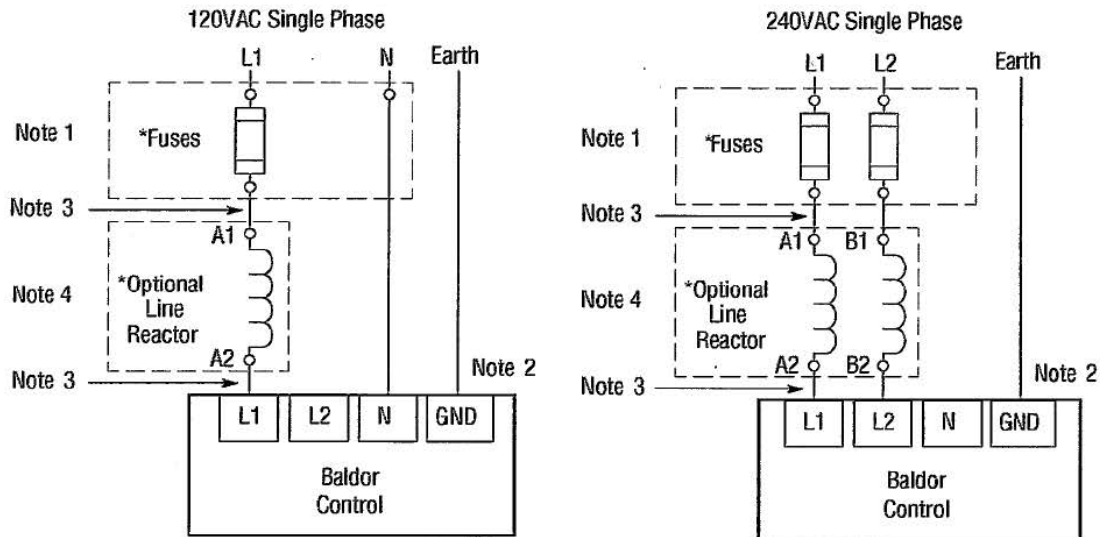 120VAC Single Phase
L1 N Earth
Note 1
*Fuses
Note 3
A1
Note 4
*Optional
Line
Reactor
A2
Note 3
Note 2
L1 L2 N GND
Baldor
Control
240VAC Single Phase
L1 L2 Earth
Note 1
*Fuses
Note 3
A1 B1
Note 4
*Optional
Line
Reactor
A2 B2
Note 3
Note 2
L1 L2 N GND
Baldor
Control